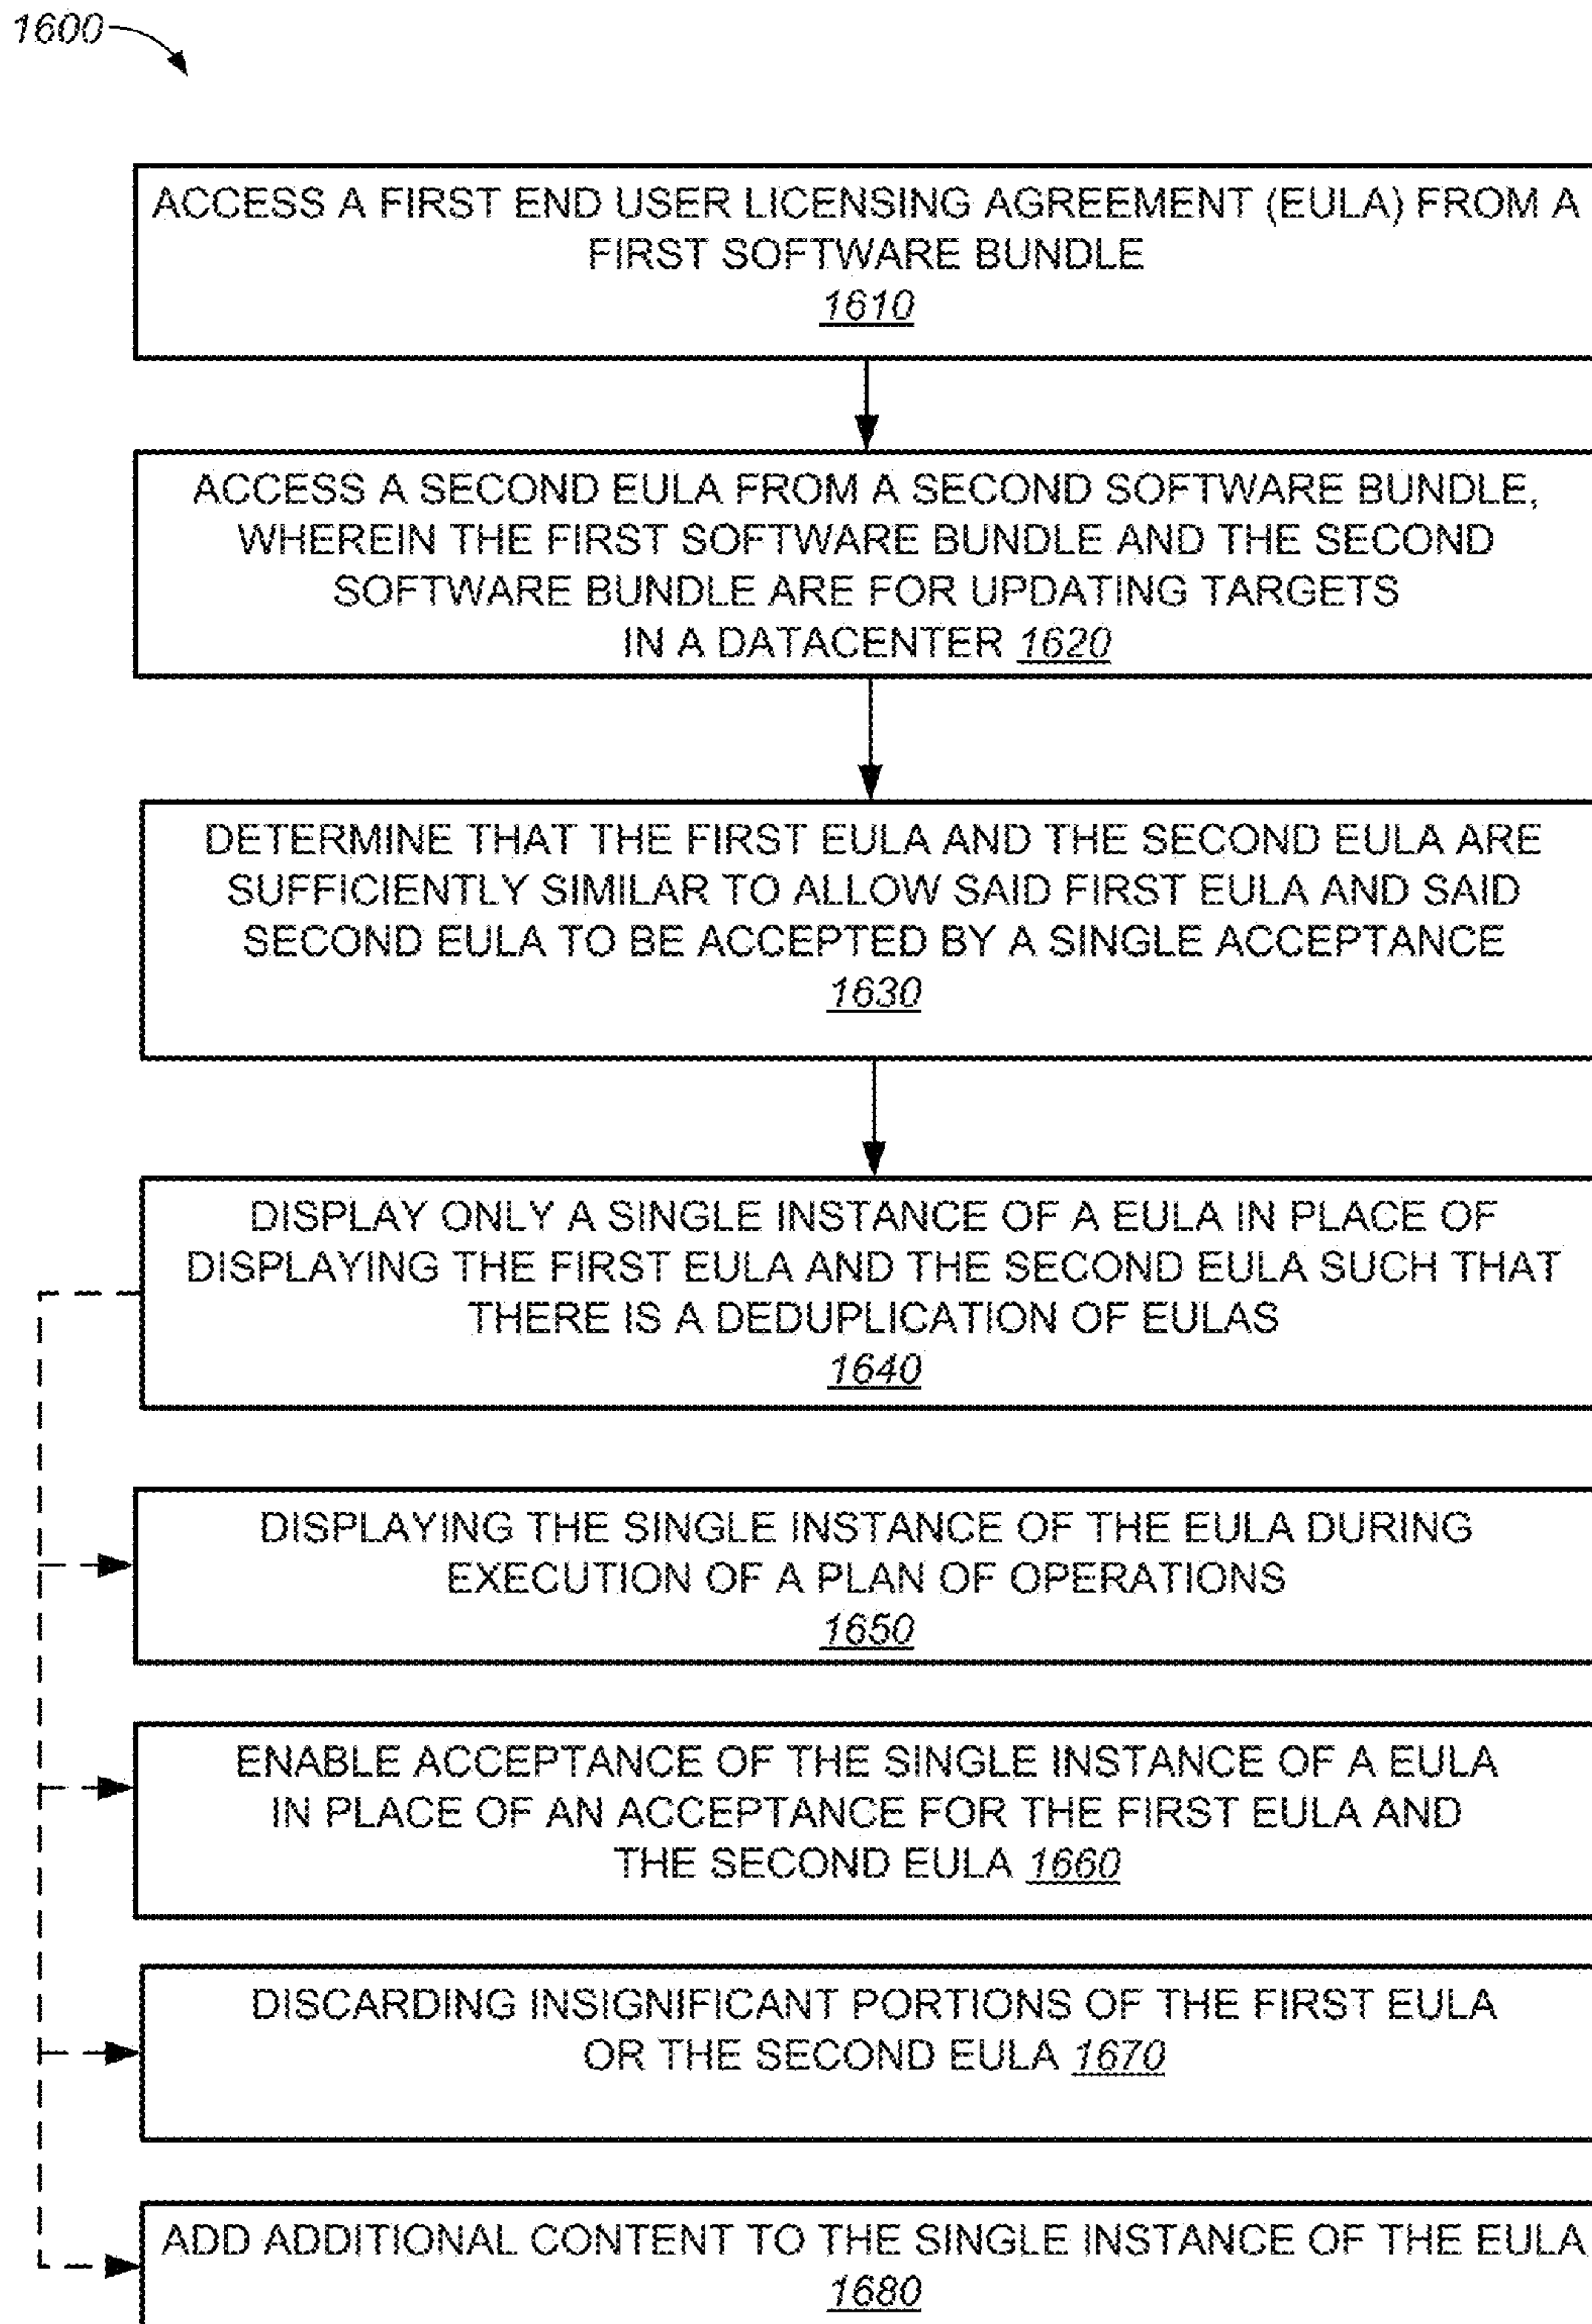 1600
ACCESS A FIRST END USER LICENSING AGREEMENT (EULA) FROM A
FIRST SOFTWARE BUNDLE
1610
ACCESS A SECOND EULA FROM A SECOND SOFTWARE BUNDLE,
WHEREIN THE FIRST SOFTWARE BUNDLE AND THE SECOND
SOFTWARE BUNDLE ARE FOR UPDATING TARGETS
IN A DATACENTER 1620
DETERMINE THAT THE FIRST EULA AND THE SECOND EULA ARE
SUFFICIENTLY SIMILAR TO ALLOW SAID FIRST EULA AND SAID
SECOND EULA TO BE ACCEPTED BY A SINGLE ACCEPTANCE
1630
DISPLAY ONLY A SINGLE INSTANCE OF A EULA IN PLACE OF
DISPLAYING THE FIRST EULA AND THE SECOND EULA SUCH THAT
THERE IS A DEDUPLICATION OF EULAS
1640
DISPLAYING THE SINGLE INSTANCE OF THE EULA DURING
EXECUTION OF A PLAN OF OPERATIONS
1650
ENABLE ACCEPTANCE OF THE SINGLE INSTANCE OF A EULA
IN PLACE OF AN ACCEPTANCE FOR THE FIRST EULA AND
THE SECOND EULA 1660
DISCARDING INSIGNIFICANT PORTIONS OF THE FIRST EULA
OR THE SECOND EULA 1670
ADD ADDITIONAL CONTENT TO THE SINGLE INSTANCE OF THE EULA
1680